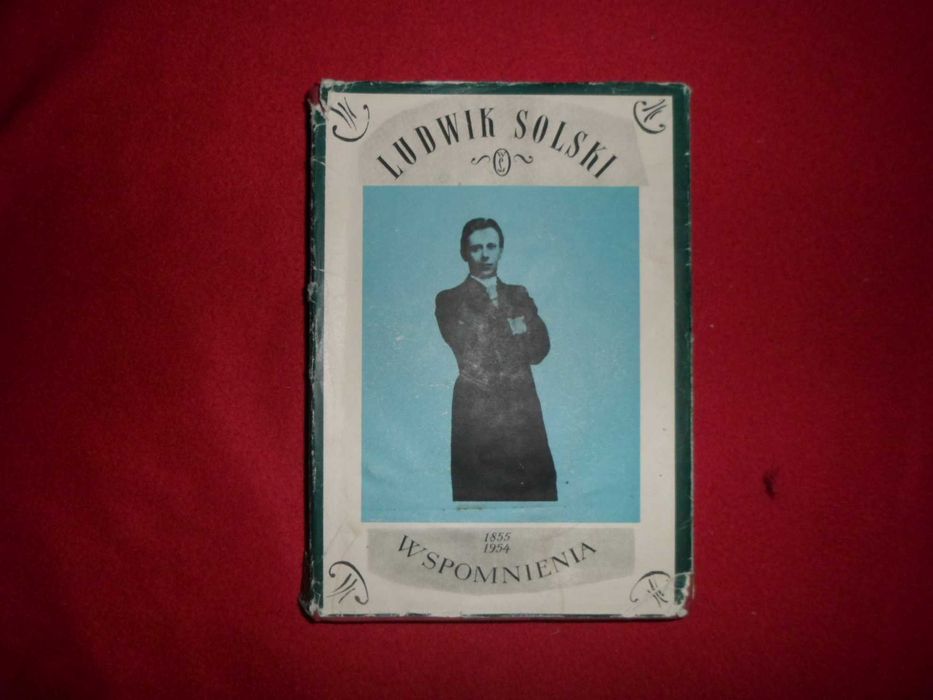 LUDWIK SOLSKI
1855
1954
WSPOMNIENIA